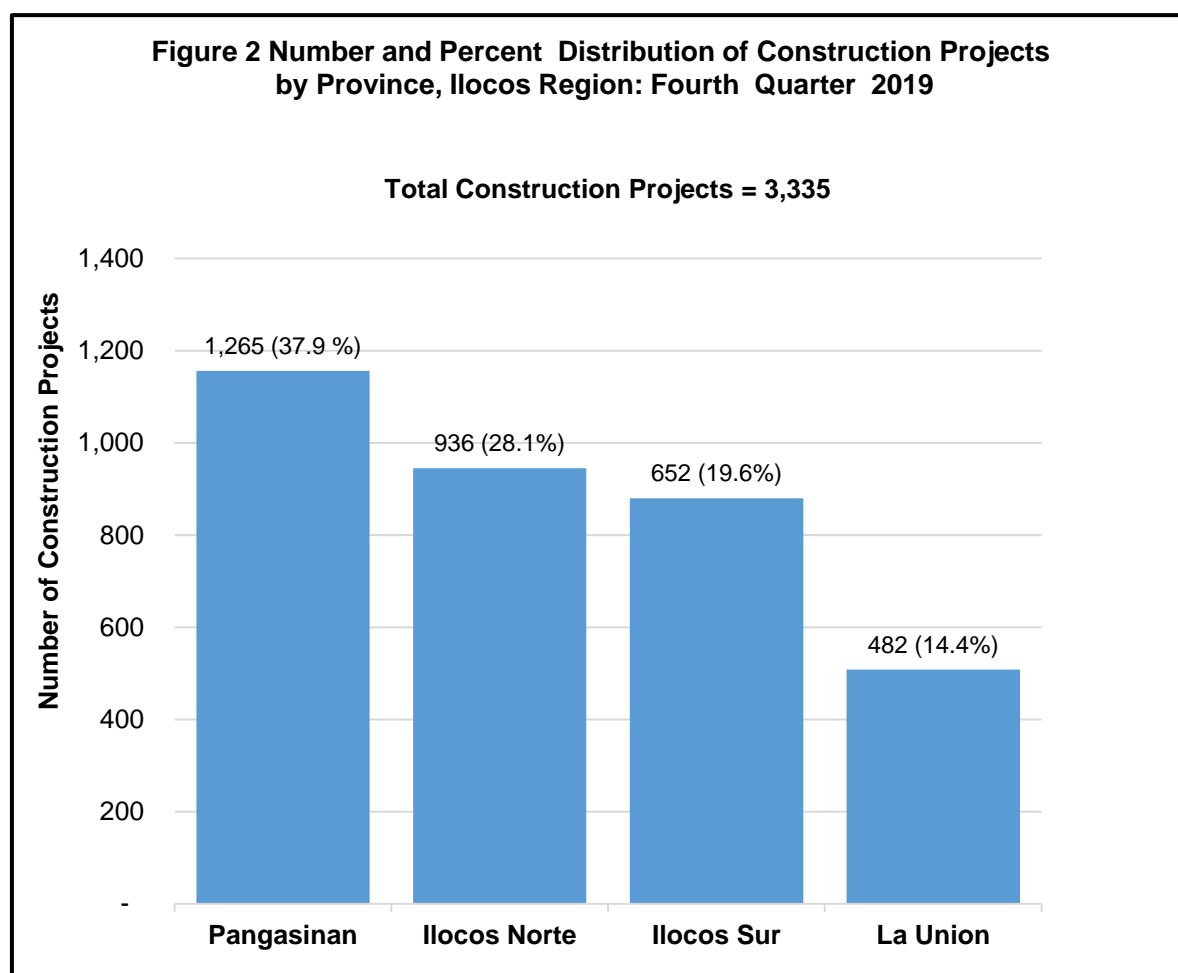 Figure 2 Number and Percent  Distribution of Construction Projects
by Province, Ilocos Region: Fourth  Quarter  2019
Total Construction Projects = 3,335
Number of Construction Projects
1,400
1,200
1,000
800
600
400
200
-
1,265 (37.9 %)
936 (28.1%)
652 (19.6%)
482 (14.4%)
Pangasinan
Ilocos Norte
Ilocos Sur
La Union